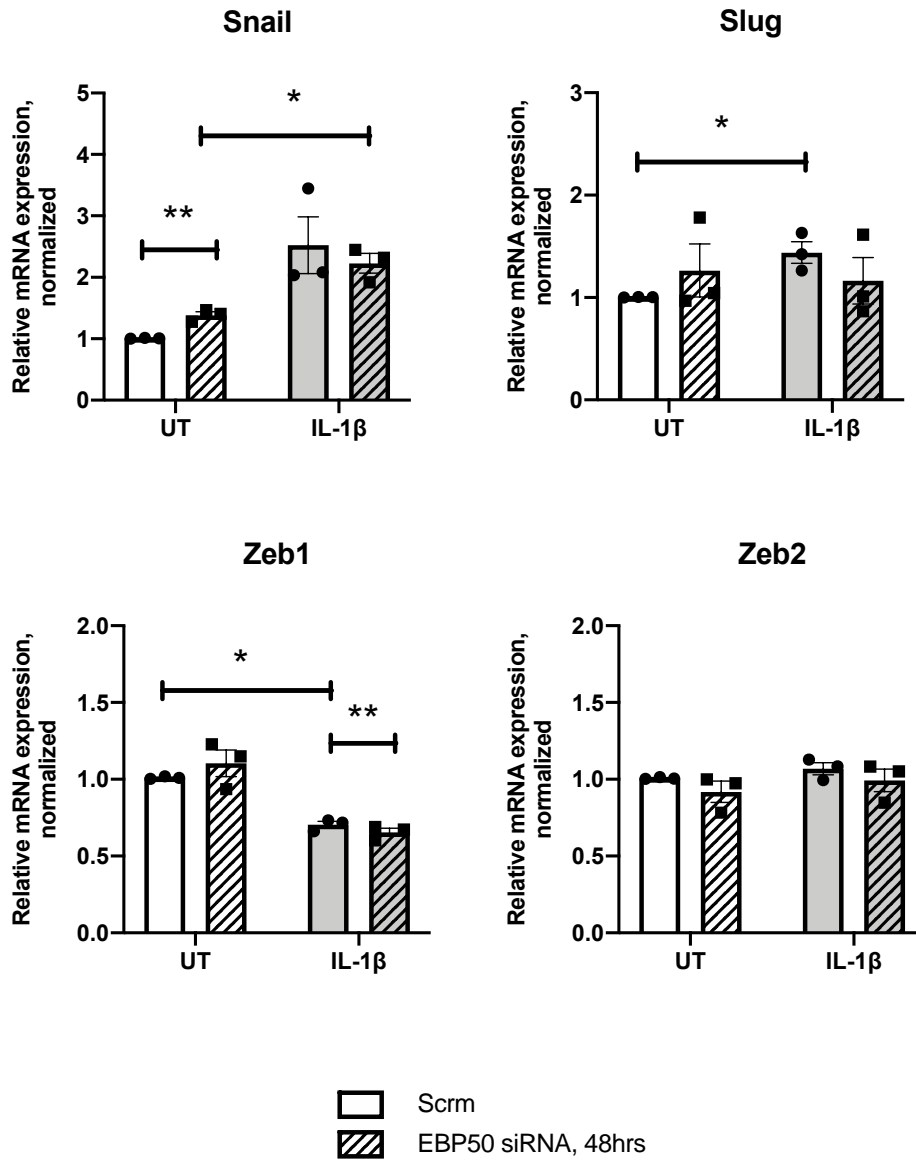 Snail
Relative mRNA expression,
normalized
5
4
3
2
1
0
*
**
UT
IL-1β
Slug
Relative mRNA expression,
normalized
3
2
1
0
*
UT
IL-1β
Zeb1
Relative mRNA expression,
normalized
2.0
1.5
1.0
0.5
0.0
*
**
UT
IL-1β
Zeb2
Relative mRNA expression,
normalized
2.0
1.5
1.0
0.5
0.0
UT
IL-1β
Scrm
EBP50 siRNA, 48hrs